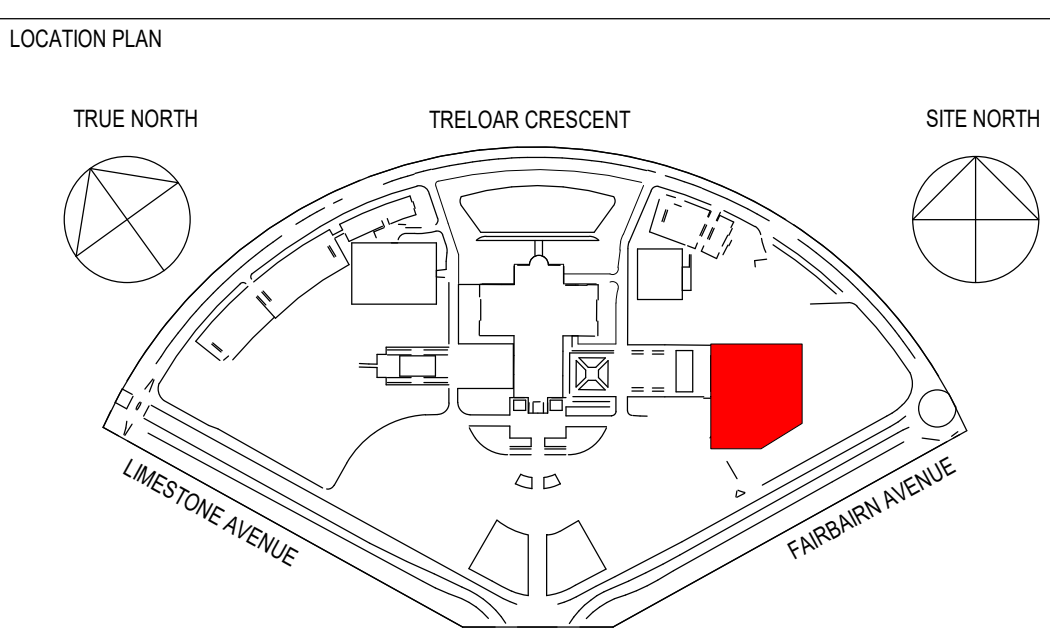 LOCATION PLAN
TRUE NORTH
TRELOAR CRESCENT
SITE NORTH
LIMESTONE AVENUE
FAIRBAIRN AVENUE